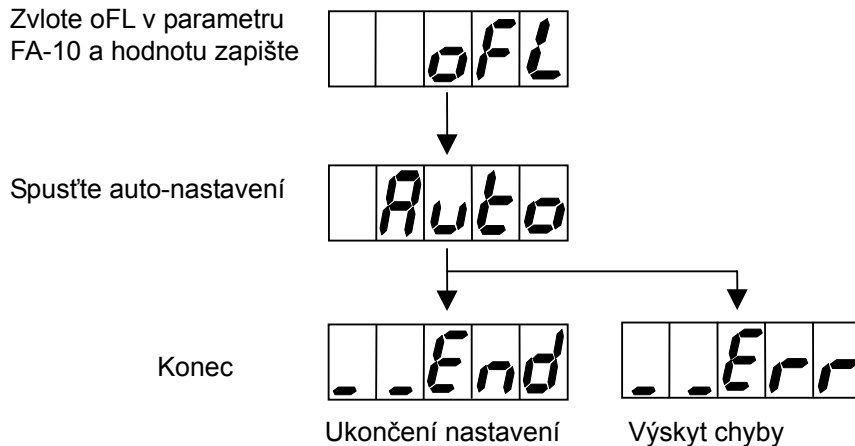 Zvlote oFL v parametru
FA-10 a hodnotu zapište
oFL
Spusťte auto-nastavení
Auto
Konec
_ _End
_ _Err
Ukončení nastavení
Výskyt chyby